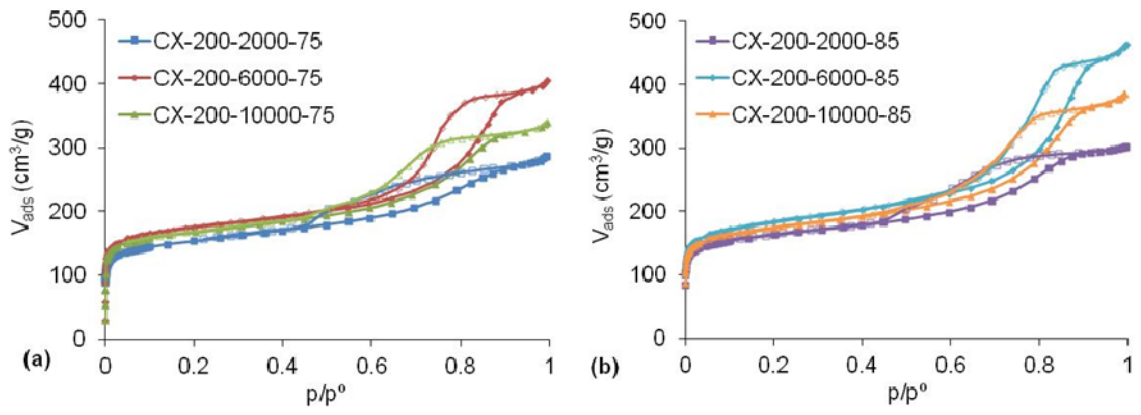 500
400
300
200
100
0
V_ads (cm³/g)
CX-200-2000-75
CX-200-6000-75
CX-200-10000-75
0 0.2 0.4 0.6 0.8 1
p/pº
(a)
500
400
300
200
100
0
V_ads (cm³/g)
CX-200-2000-85
CX-200-6000-85
CX-200-10000-85
0 0.2 0.4 0.6 0.8 1
p/pº
(b)